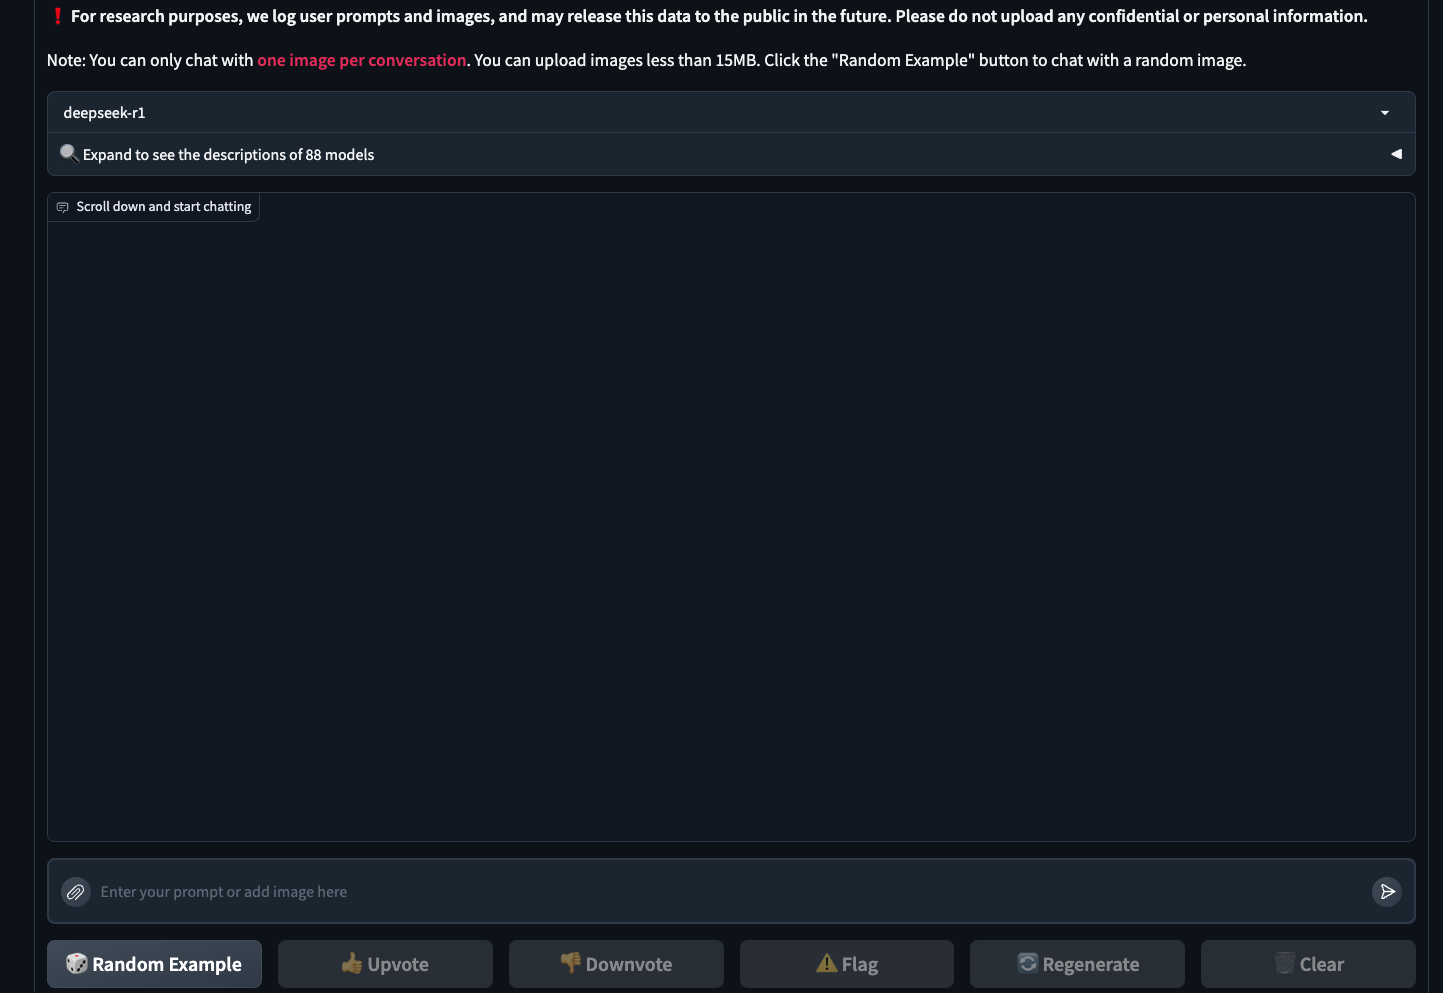 ❗ For research purposes, we log user prompts and images, and may release this data to the public in the future. Please do not upload any confidential or personal information.
Note: You can only chat with one image per conversation. You can upload images less than 15MB. Click the "Random Example" button to chat with a random image.
deepseek-r1
🔍 Expand to see the descriptions of 88 models
Scroll down and start chatting
Enter your prompt or add image here
🎲 Random Example
👍 Upvote
👎 Downvote
⚠️ Flag
🔄 Regenerate
🗑️ Clear